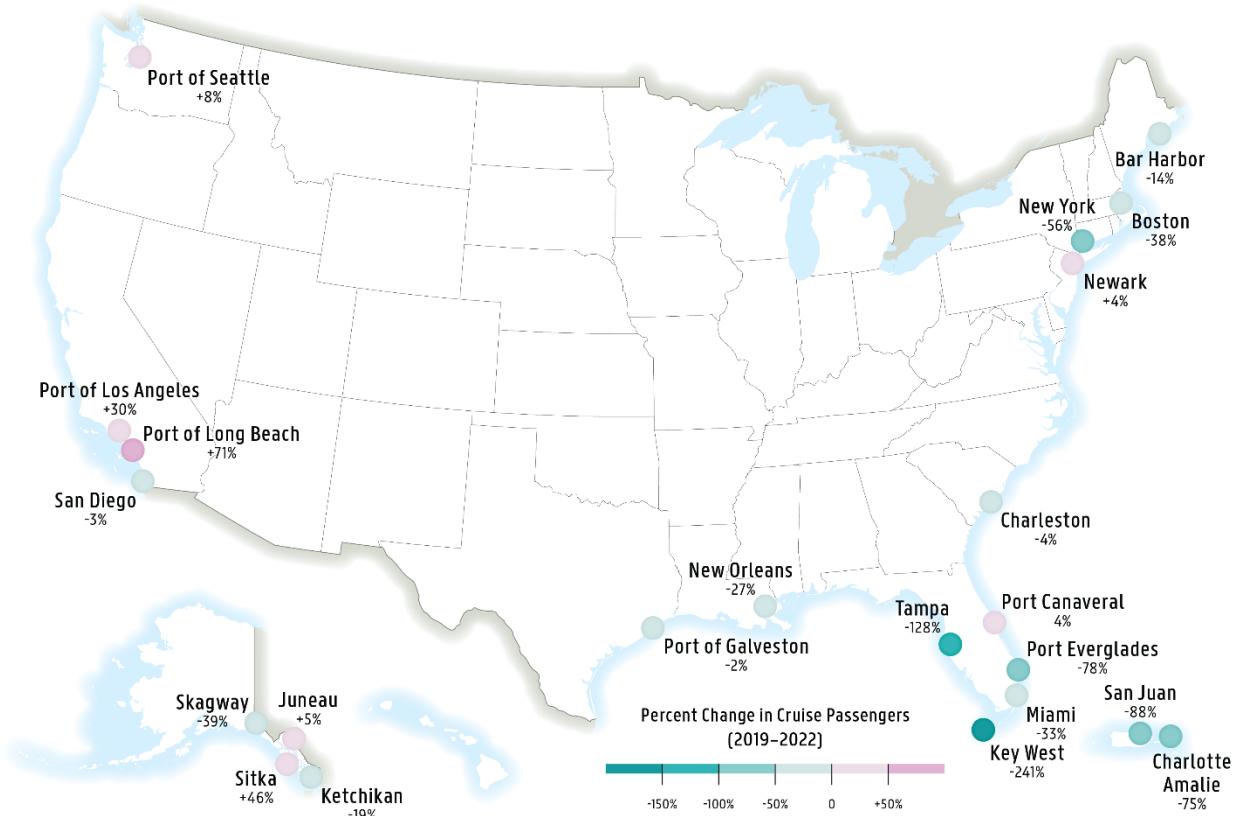 Port of Seattle
+8%
Bar Harbor
-14%
New York
-56%
Boston
-38%
Newark
+4%
Port of Los Angeles
+30%
Port of Long Beach
+71%
San Diego
-3%
Charleston
-4%
New Orleans
-27%
Port of Galveston
-2%
Tampa
-128%
Port Canaveral
4%
Port Everglades
-78%
Miami
-33%
Key West
-241%
San Juan
-88%
Charlotte
Amalie
-75%
Skagway
-39%
Juneau
+5%
Sitka
+46%
Ketchikan
-19%
Percent Change in Cruise Passengers
(2019–2022)
-150%
-100%
-50%
0
+50%